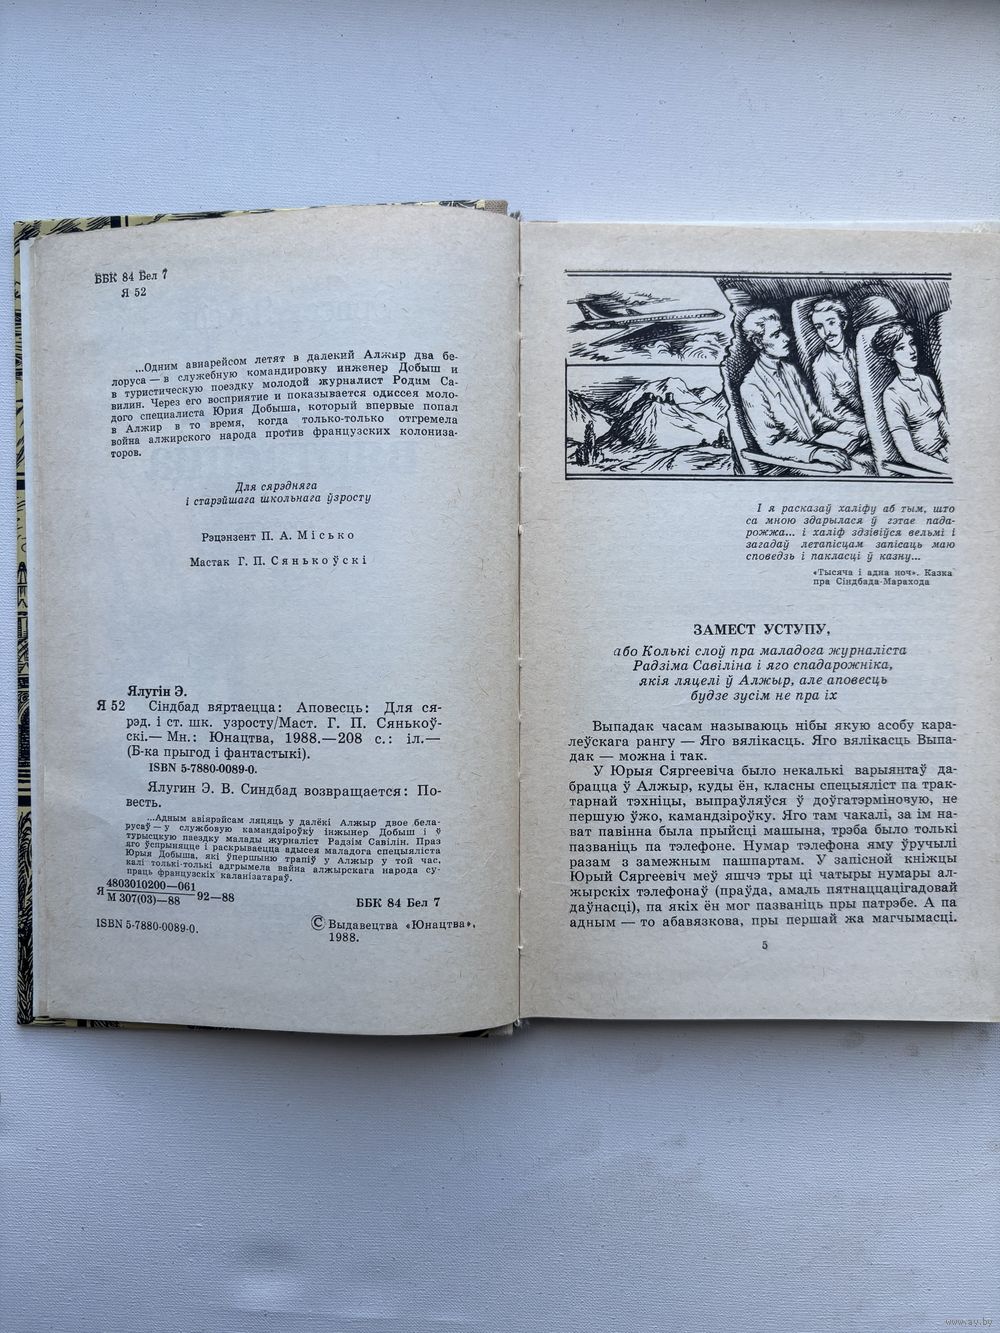 ББК 84 Бел 7
Я 52
...Одним авиарейсом летят в далекий Алжир два бе-
лоруса — в служебную командировку инженер Добыш и
в туристическую поездку молодой журналист Родим Са-
вилин. Через его восприятие и показывается одиссея моло-
дого специалиста Юрия Добыша, который впервые попал
в Алжир в то время, когда только-только отгремела
война алжирского народа против французских колониза-
торов.
Для сярэдняга
і старэйшага школьнага ўзросту
Рэцэнзент П. А. Місько
Мастак Г. П. Сянькоўскі
Ялугін Э.
Я 52 Сіндбад вяртаецца: Аповесць: Для ся-
рэд. і ст. шк. узросту/Маст. Г. П. Сянькоў-
скі.— Мн.: Юнацтва, 1988.—208 с.: іл.—
(Б-ка прыгод і фантастыкі).
ISBN 5-7880-0089-0.
Ялугин Э. В. Синдбад возвращается: По-
весть.
...Адным авіярэйсам ляцяць у далёкі Алжыр двое бела-
русаў — у службовую камандзіроўку інжынер Добыш і ў
турысцкую паездку малады журналіст Радзім Савілін. Праз
яго ўспрыняцце і раскрываецца адысея маладога спецыяліста
Юрыя Добыша, які ўпершыню трапіў у Алжыр у той час,
калі толькі-толькі адгрымела вайна алжырскага народа су-
праць французскіх каланізатараў.
Я 4803010200—061
М 307(03)—88 92—88
ББК 84 Бел 7
ISBN 5-7880-0089-0.
© Выдавецтва «Юнацтва»,
1988.
І я расказаў халіфу аб тым, што
са мною здарылася ў гэтае пада-
рожжа... і халіф здзівіўся вельмі і
загадаў летапісцам запісаць маю
споведзь і пакласці ў казну...
«Тысяча і адна ноч». Казка
пра Сіндбада-Марахода
ЗАМЕСТ УСТУПУ,
або Колькі слоў пра маладога журналіста
Радзіма Савіліна і яго спадарожніка,
якія ляцелі ў Алжыр, але аповесць
будзе зусім не пра іх
Выпадак часам называюць нібы якую асобу кара-
леўскага рангу — Яго вялікасць. Яго вялікасць Выпа-
дак — можна і так.
У Юрыя Сяргеевіча было некалькі варыянтаў да-
брацца ў Алжыр, куды ён, класны спецыяліст па трак-
тарнай тэхніцы, выпраўляўся ў доўгатэрміновую, не
першую ўжо, камандзіроўку. Яго там чакалі, за ім на-
ват павінна была прыйсці машына, трэба было толькі
пазваніць па тэлефоне. Нумар тэлефона яму ўручылі
разам з замежным пашпартам. У запісной кніжцы
Юрый Сяргеевіч меў яшчэ тры ці чатыры нумары ал-
жырскіх тэлефонаў (праўда, амаль пятнаццацігадовай
даўнасці), па якіх ён мог пазваніць пры патрэбе. А па
адным — то абавязкова, пры першай жа магчымасці.
5
www.ay.by